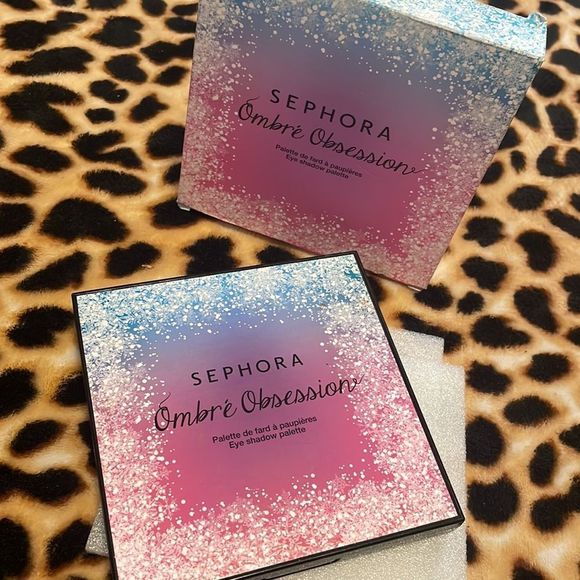 SEPHORA
Ombré Obsession
Palette de fard à paupières
Eye shadow palette
SEPHORA
Ombré Obsession
Palette de fard à paupières
Eye shadow palette